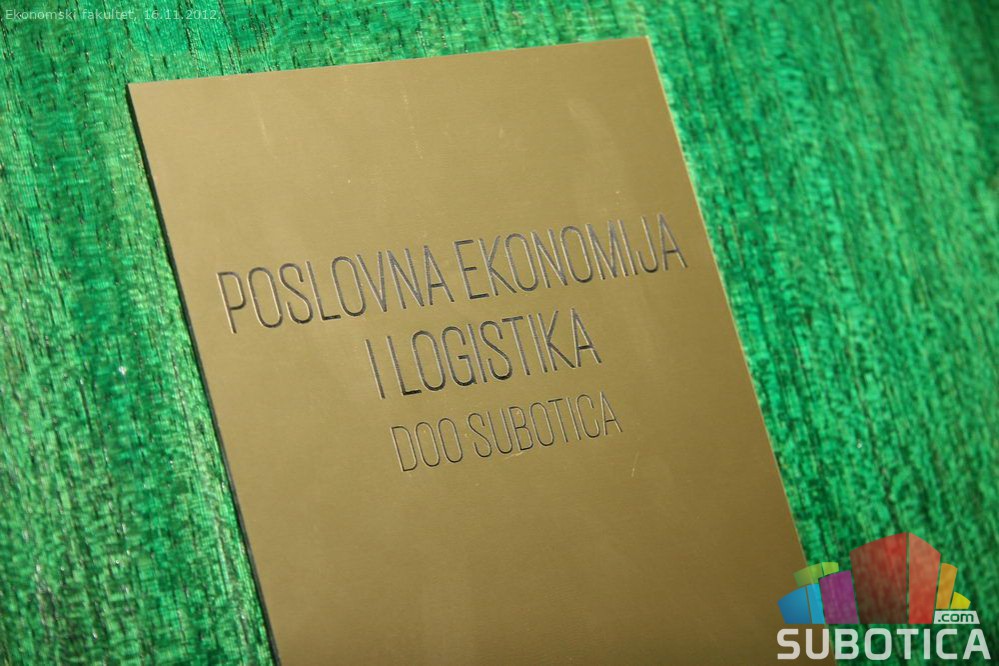 Ekonomski fakultet, 16.11.2012.
POSLOVNA EKONOMIJA
I LOGISTIKA
DOO SUBOTICA
.com
SUBOTICA